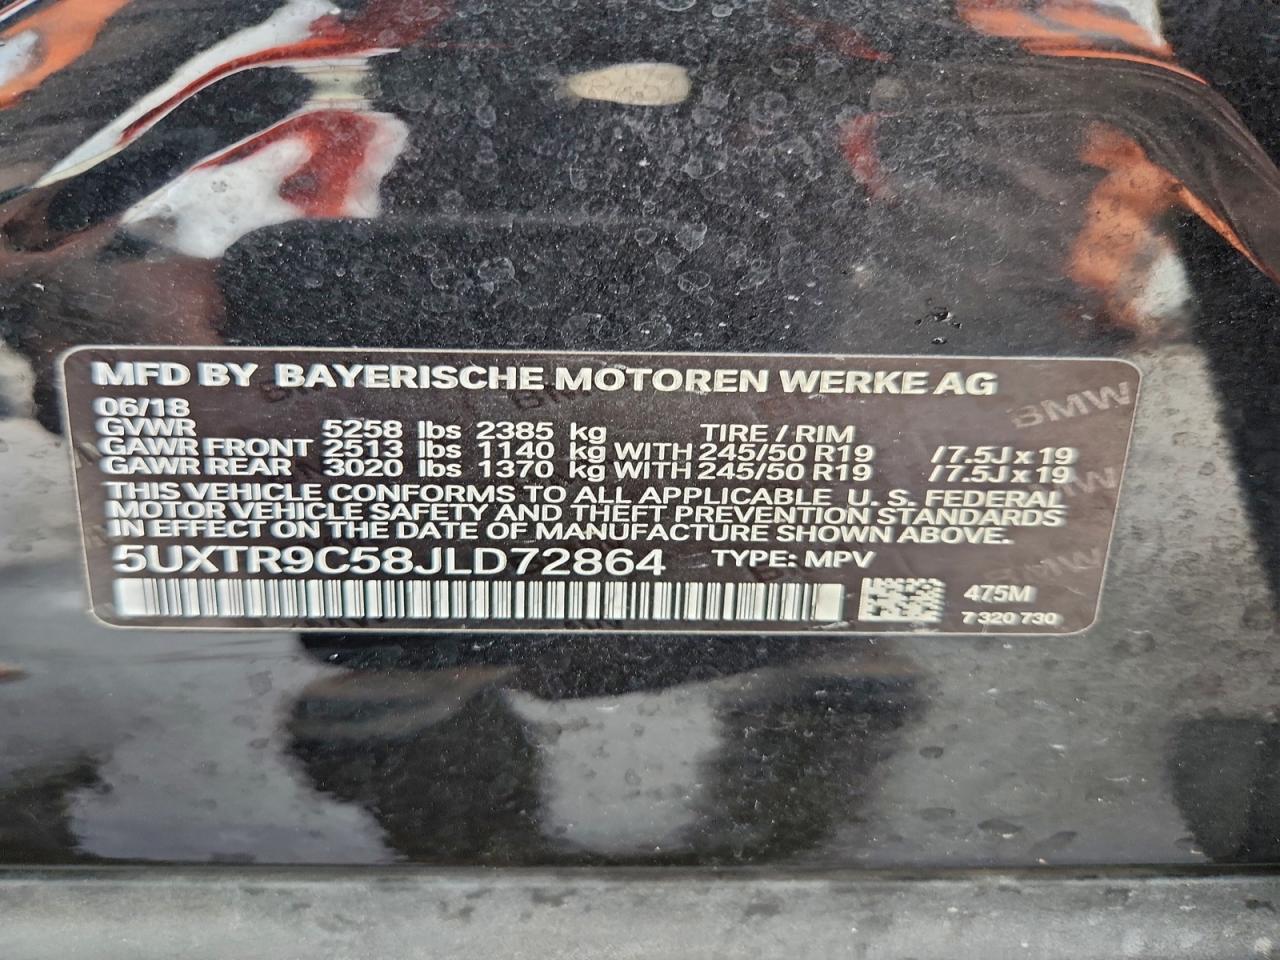 MFD BY BAYERISCHE MOTOREN WERKE AG
06/18
GVWR 5258 lbs 2385 kg TIRE / RIM
GAWR FRONT 2513 lbs 1140 kg WITH 245/50 R19 /7.5J x 19
GAWR REAR 3020 lbs 1370 kg WITH 245/50 R19 /7.5J x 19
THIS VEHICLE CONFORMS TO ALL APPLICABLE U. S. FEDERAL
MOTOR VEHICLE SAFETY AND THEFT PREVENTION STANDARDS
IN EFFECT ON THE DATE OF MANUFACTURE SHOWN ABOVE.
5UXTR9C58JLD72864 TYPE: MPV
475M
7 320 730
BMW